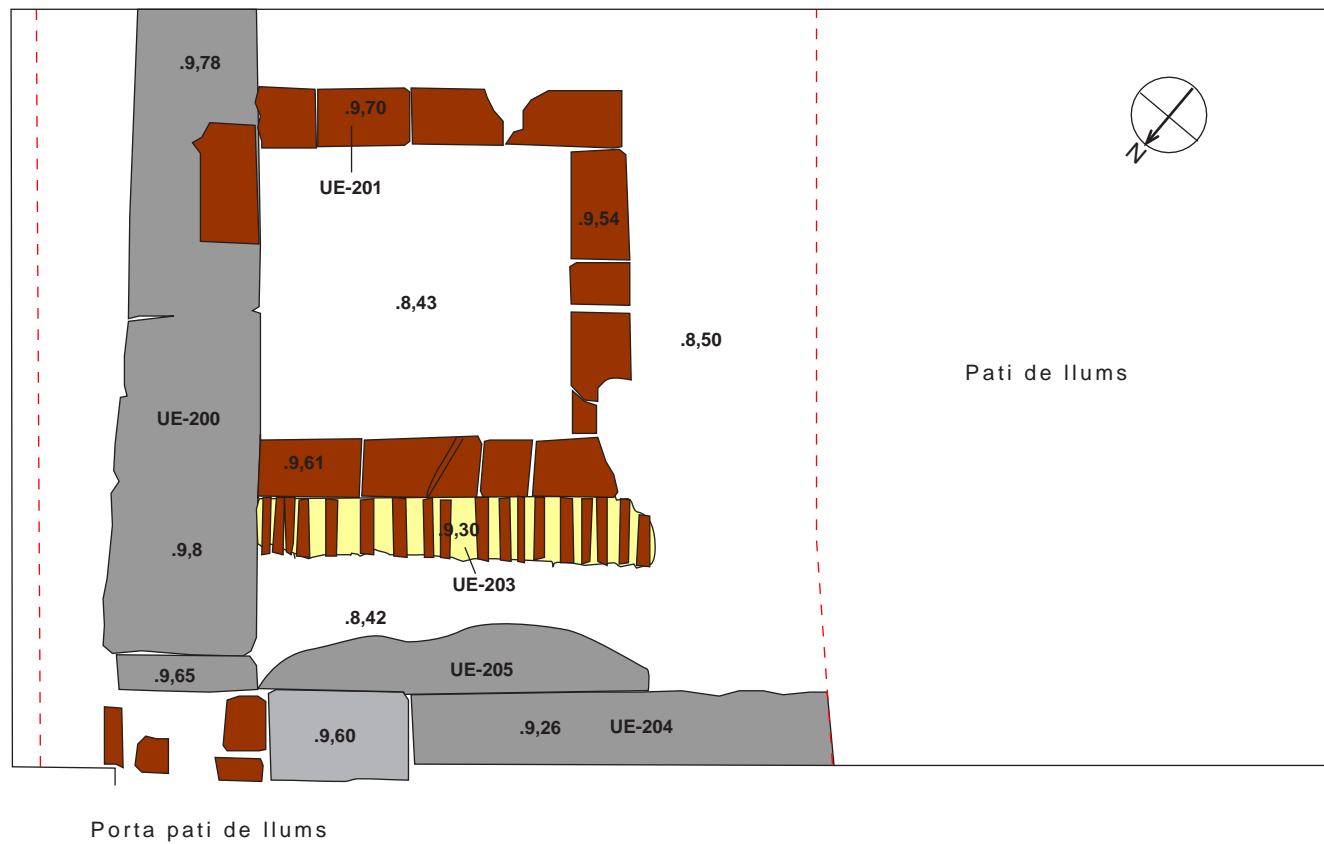 .9,78
.9,70
UE-201
N
.9,54
.8,43
.8,50
Pati de llums
UE-200
.9,61
.9,30
.9,8
UE-203
.8,42
UE-205
.9,65
.9,60
.9,26
UE-204
Porta pati de llums